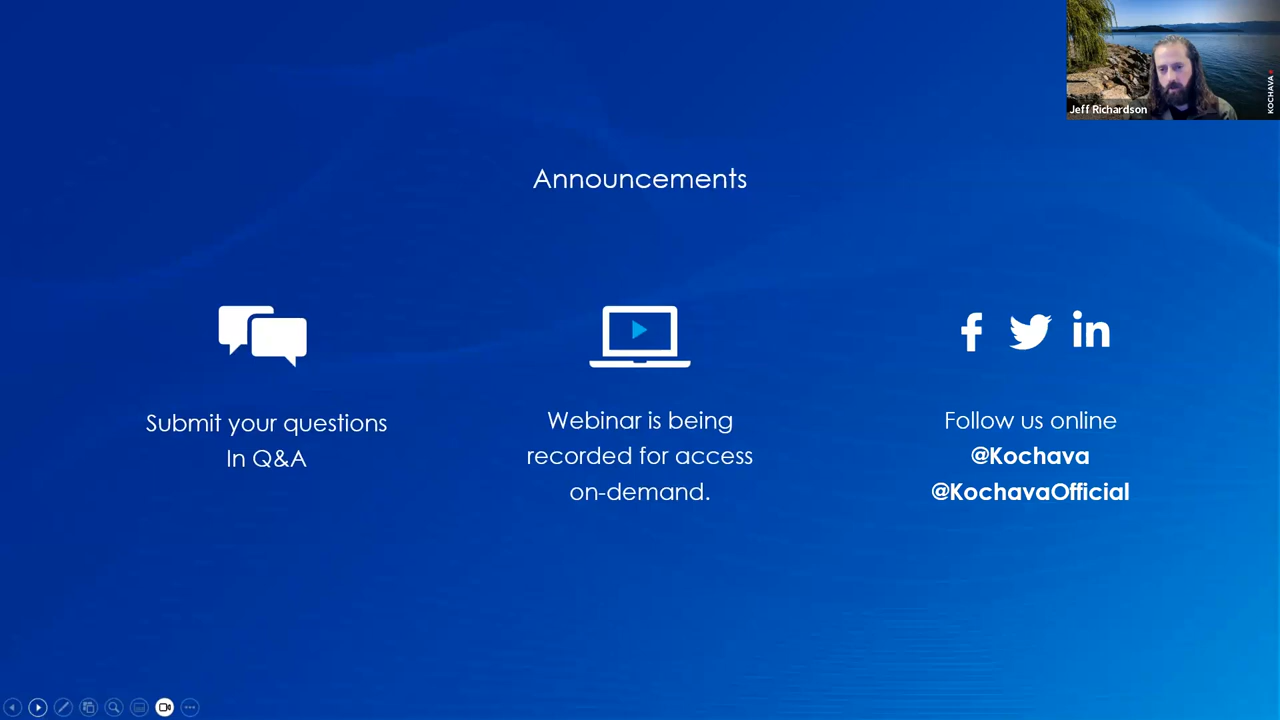 KOCHAVA
Jeff Richardson
Announcements
Submit your questions
In Q&A
Webinar is being
recorded for access
on-demand.
Follow us online
@Kochava
@KochavaOfficial